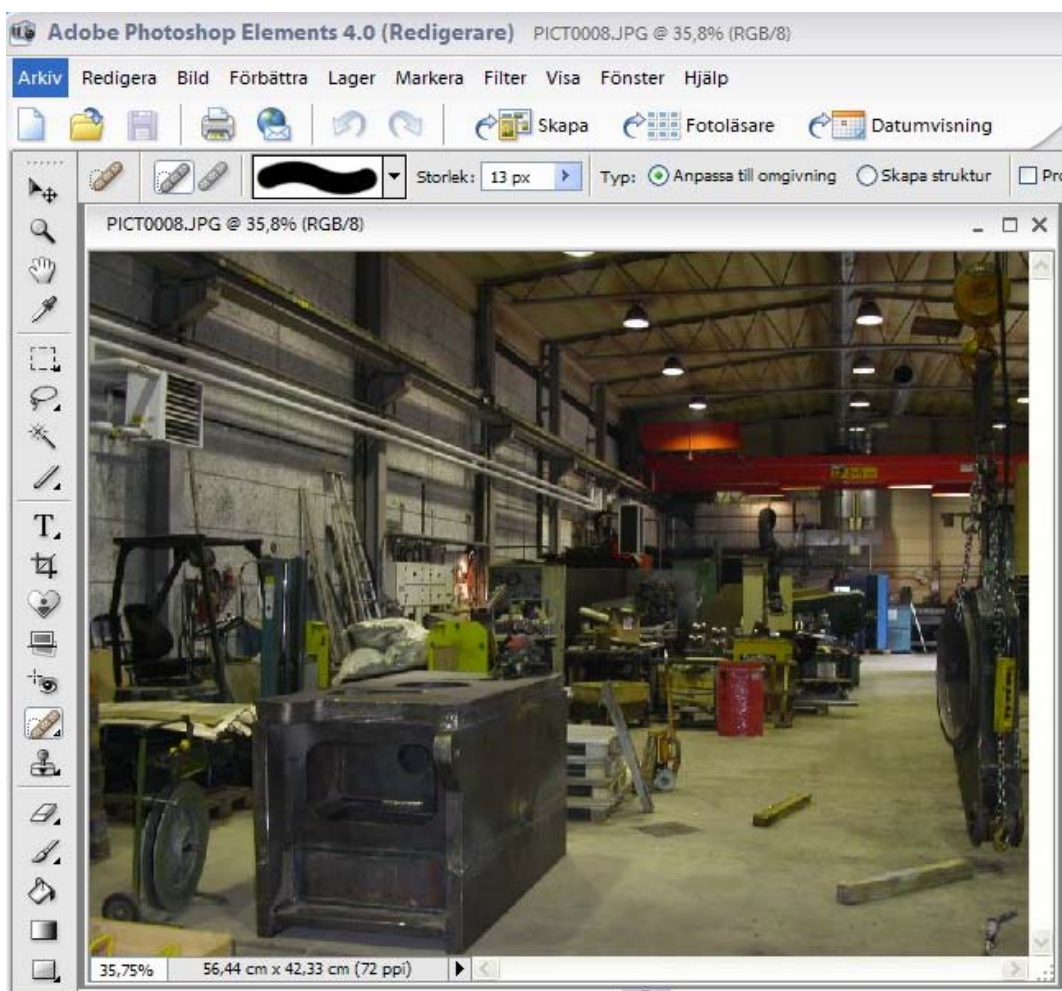 Adobe Photoshop Elements 4.0 (Redigerare) PICT0008.JPG @ 35,8% (RGB/8)
Arkiv Redigera Bild Förbättra Lager Markera Filter Visa Fönster Hjälp
Skapa Fotoläsare Datumvisning
Storlek: 13 px Typ: Anpassa till omgivning Skapa struktur
PICT0008.JPG @ 35,8% (RGB/8)
T
35,75% 56,44 cm x 42,33 cm (72 ppi)